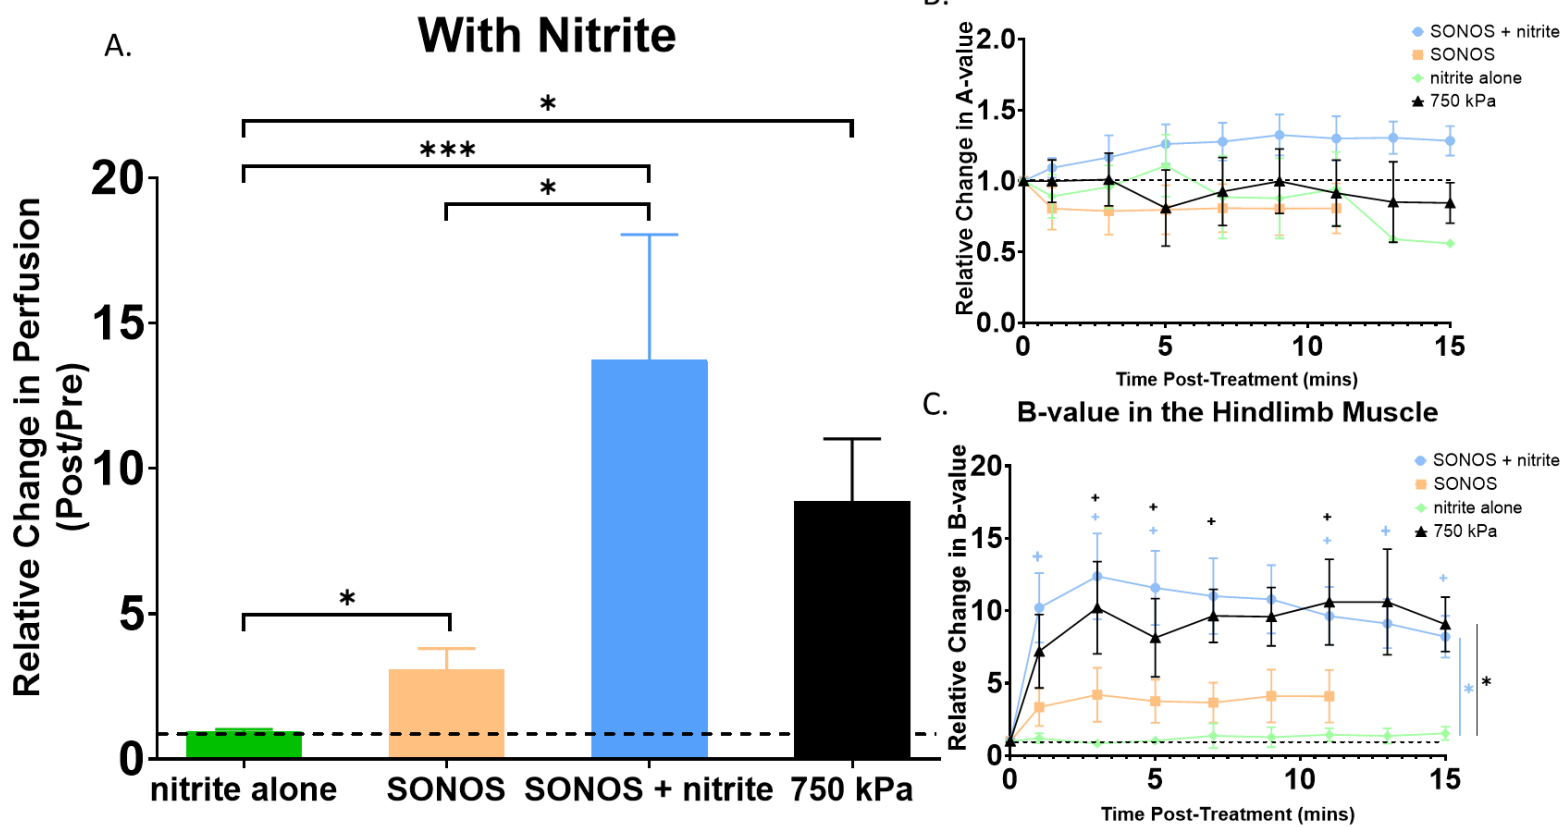 A.
With Nitrite
*
***
*
*
Relative Change in Perfusion
(Post/Pre)
20
15
10
5
0
nitrite alone
SONOS
SONOS + nitrite
750 kPa
SONOS + nitrite
SONOS
nitrite alone
750 kPa
Relative Change in A-value
2.0
1.5
1.0
0.5
0.0
0
5
10
15
Time Post-Treatment (mins)
C.
B-value in the Hindlimb Muscle
SONOS + nitrite
SONOS
nitrite alone
750 kPa
Relative Change in B-value
20
15
10
5
0
+
+
+
+
+
+
+
+
+
+
*
*
0
5
10
15
Time Post-Treatment (mins)